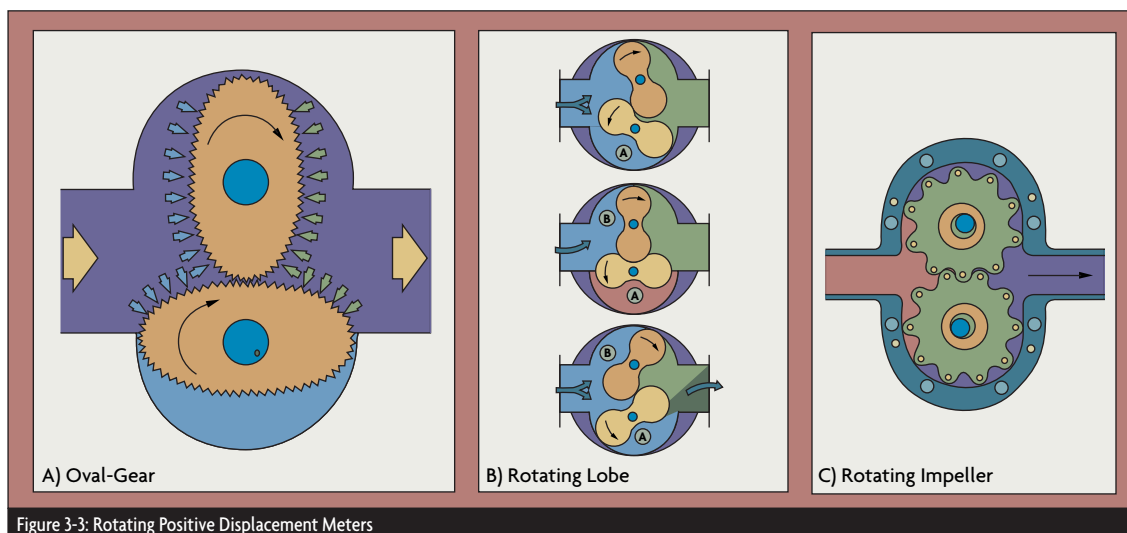 A
B
A
B
A
A) Oval-Gear
B) Rotating Lobe
C) Rotating Impeller
Figure 3-3: Rotating Positive Displacement Meters